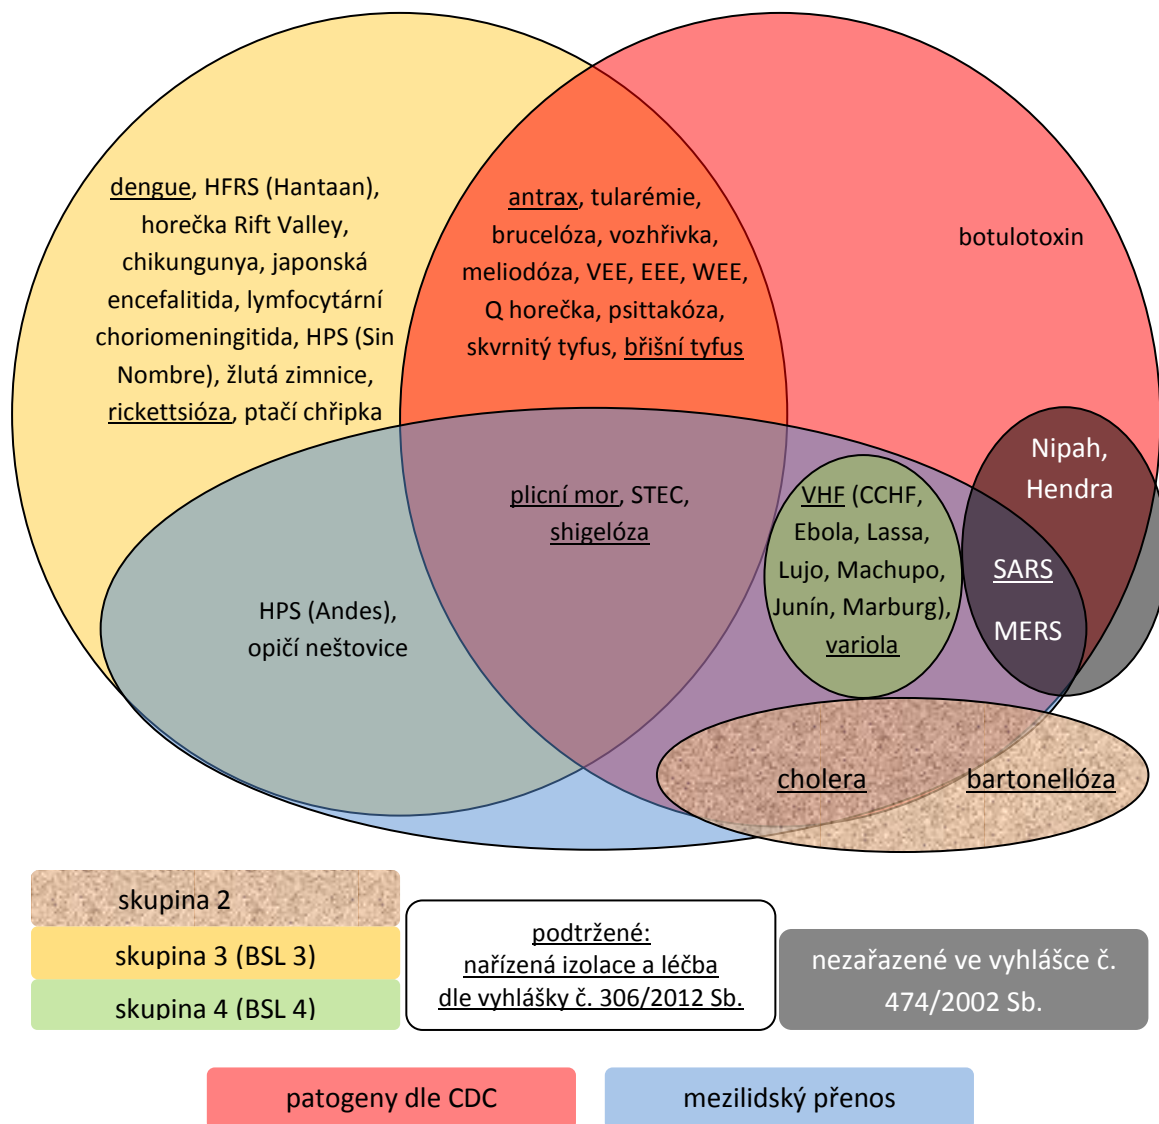 dengue, HFRS (Hantaan),
horečka Rift Valley,
chikungunya, japonská
encefalitida, lymfocytární
choriomeningitida, HPS (Sin
Nombre), žlutá zimnice,
rickettsióza, ptačí chřipka
antrax, tularémie,
brucelóza, vozhřivka,
meliodóza, VEE, EEE, WEE,
Q horečka, psittakóza,
skvrnitý tyfus, břišní tyfus
botulotoxin
Nipah,
Hendra
plicní mor, STEC,
shigelóza
VHF (CCHF,
Ebola, Lassa,
Lujo, Machupo,
Junín, Marburg),
variola
SARS
MERS
HPS (Andes),
opičí neštovice
cholera
bartonellóza
skupina 2
skupina 3 (BSL 3)
skupina 4 (BSL 4)
podtržené:
nařízená izolace a léčba
dle vyhlášky č. 306/2012 Sb.
nezařazené ve vyhlášce č.
474/2002 Sb.
patogeny dle CDC
mezilidský přenos